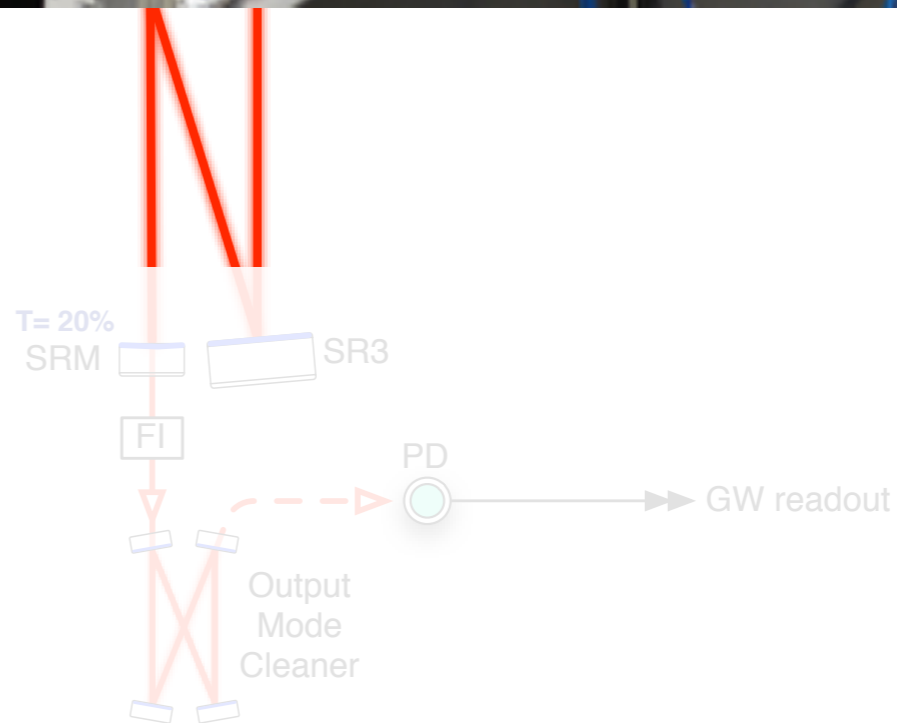 T= 20%
SRM
SR3
FI
PD
GW readout
Output
Mode
Cleaner